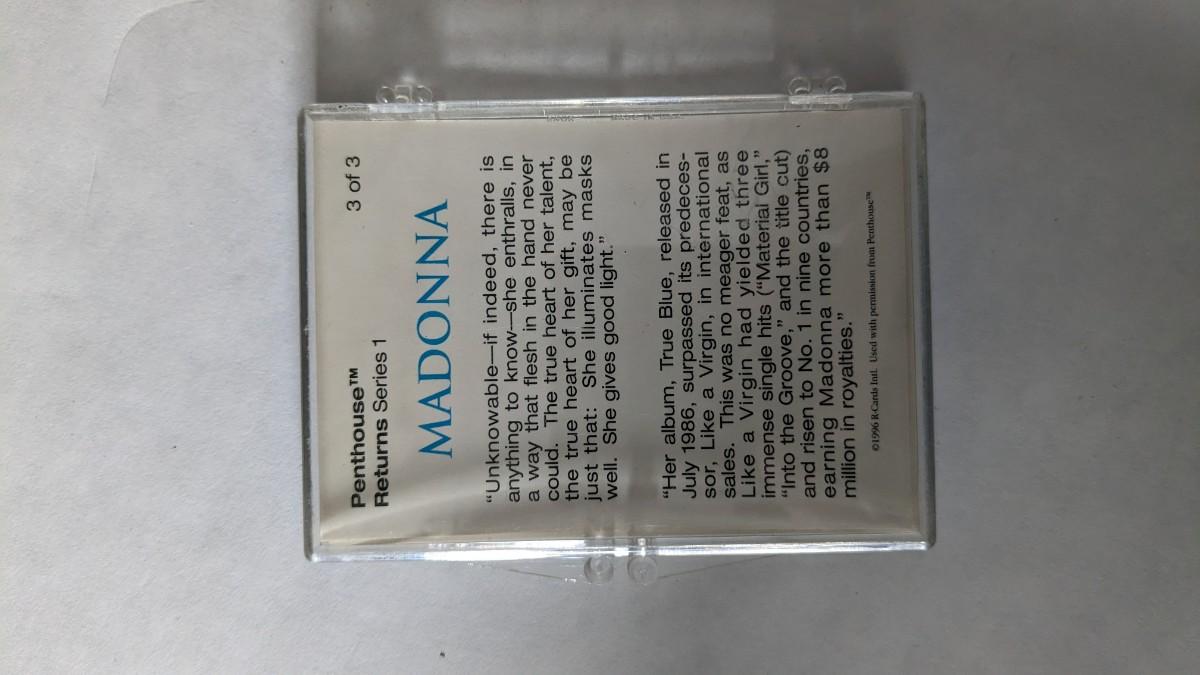 Penthouse™
Returns Series 1
3 of 3
MADONNA
“Unknowable—if indeed, there is
anything to know—she enthralls, in
a way that flesh in the hand never
could. The true heart of her talent,
the true heart of her gift, may be
just that: She illuminates masks
well. She gives good light.”
“Her album, True Blue, released in
July 1986, surpassed its predeces-
sor, Like a Virgin, in international
sales. This was no meager feat, as
Like a Virgin had yielded three
immense single hits (“Material Girl,”
“Into the Groove,” and the title cut)
and risen to No. 1 in nine countries,
earning Madonna more than $8
million in royalties.”
©1996 R-Cards Intl. Used with permission from Penthouse™